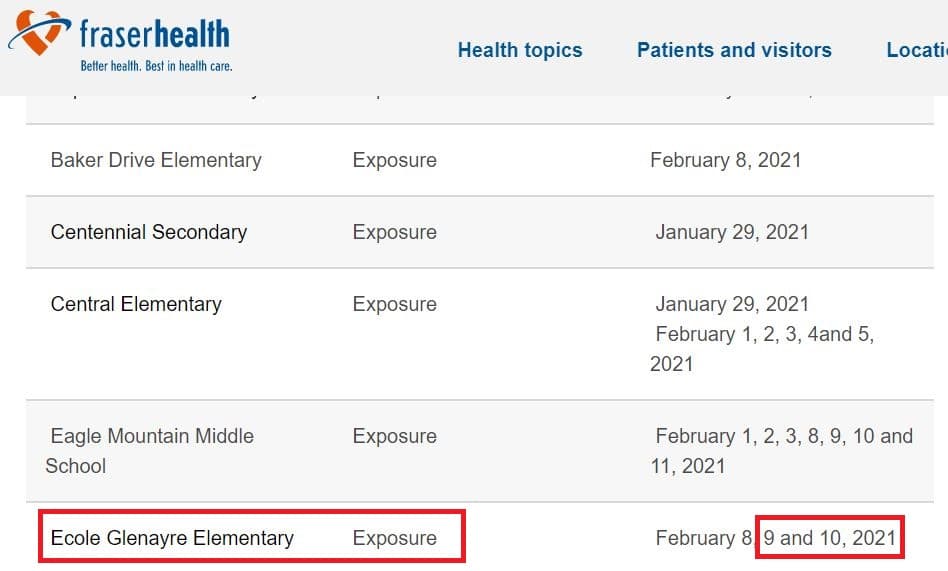 fraserhealth
Better health. Best in health care.
Health topics
Patients and visitors
Locati
Baker Drive Elementary Exposure February 8, 2021
Centennial Secondary Exposure January 29, 2021
Central Elementary Exposure January 29, 2021
February 1, 2, 3, 4and 5,
2021
Eagle Mountain Middle Exposure February 1, 2, 3, 8, 9, 10 and
School 11, 2021
Ecole Glenayre Elementary Exposure February 8, 9 and 10, 2021